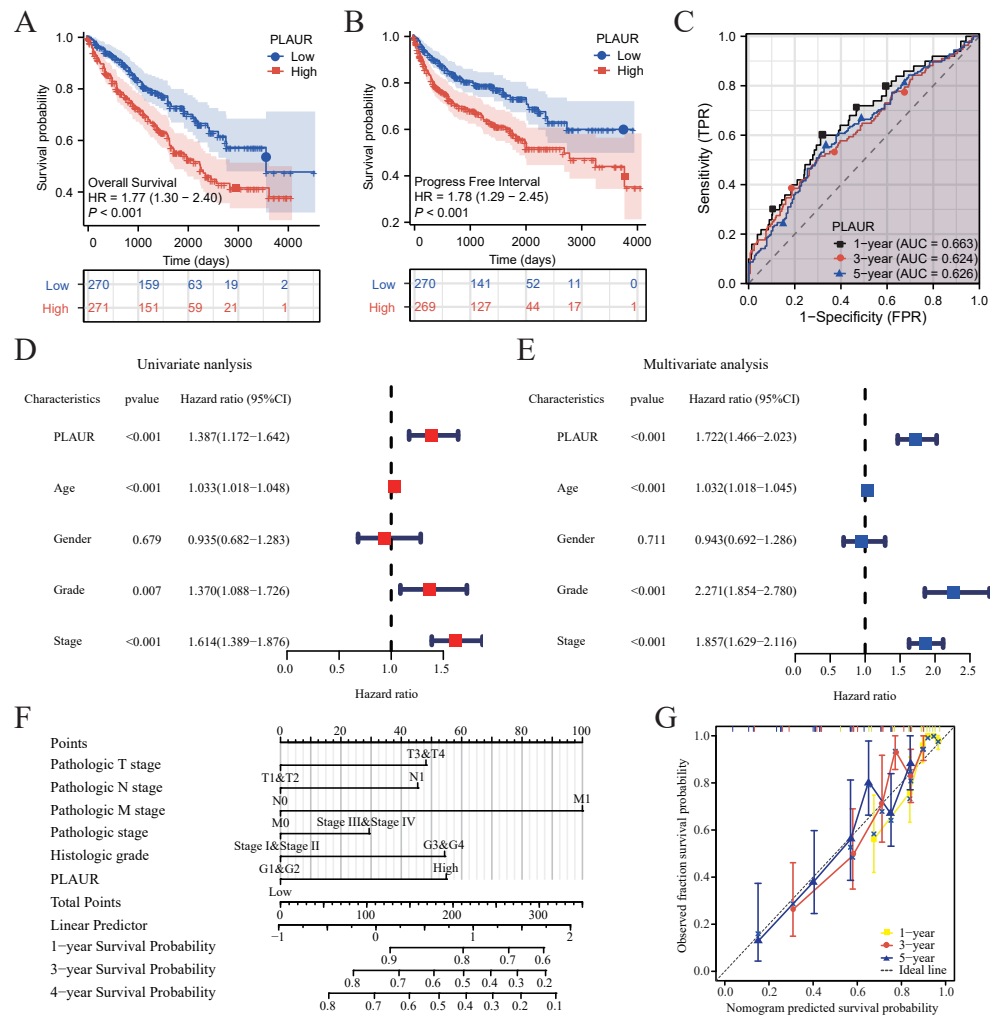 A
PLAUR
Low
High
Survival probability
1.0
0.8
0.6
0.4
Overall Survival
HR = 1.77 (1.30 − 2.40)
P < 0.001
0 1000 2000 3000 4000
Time (days)
Low 270 159 63 19 2
High 271 151 59 21 1
B
PLAUR
Low
High
Survival probability
1.0
0.8
0.6
0.4
0.2
Progress Free Interval
HR = 1.78 (1.29 − 2.45)
P < 0.001
0 1000 2000 3000 4000
Time (days)
Low 270 141 52 11 0
High 269 127 44 17 1
C
Sensitivity (TPR)
1.0
0.8
0.6
0.4
0.2
0.0
PLAUR
1−year (AUC = 0.663)
3−year (AUC = 0.624)
5−year (AUC = 0.626)
0.0 0.2 0.4 0.6 0.8 1.0
1−Specificity (FPR)
D
Univariate nanlysis
Characteristics pvalue Hazard ratio (95%CI)
PLAUR <0.001 1.387(1.172−1.642)
Age <0.001 1.033(1.018−1.048)
Gender 0.679 0.935(0.682−1.283)
Grade 0.007 1.370(1.088−1.726)
Stage <0.001 1.614(1.389−1.876)
0.0 0.5 1.0 1.5
Hazard ratio
E
Multivariate analysis
Characteristics pvalue Hazard ratio (95%CI)
PLAUR <0.001 1.722(1.466−2.023)
Age <0.001 1.032(1.018−1.045)
Gender 0.711 0.943(0.692−1.286)
Grade <0.001 2.271(1.854−2.780)
Stage <0.001 1.857(1.629−2.116)
0.0 0.5 1.0 1.5 2.0 2.5
Hazard ratio
F
0 20 40 60 80 100
Points
T3&T4
Pathologic T stage
T1&T2 N1
Pathologic N stage
N0 M1
Pathologic M stage
M0 Stage III&Stage IV
Pathologic stage
Stage I&Stage II G3&G4
Histologic grade
G1&G2 High
PLAUR
Low
Total Points
0 100 200 300
Linear Predictor
−1 0 1 2
1−year Survival Probability
0.9 0.8 0.7 0.6
3−year Survival Probability
0.8 0.7 0.6 0.5 0.4 0.3 0.2
4−year Survival Probability
0.8 0.7 0.6 0.5 0.4 0.3 0.2 0.1
G
Observed fraction survival probability
1.0
0.8
0.6
0.4
0.2
0.0
1−year
3−year
5−year
Ideal line
0.0 0.2 0.4 0.6 0.8 1.0
Nomogram predicted survival probability